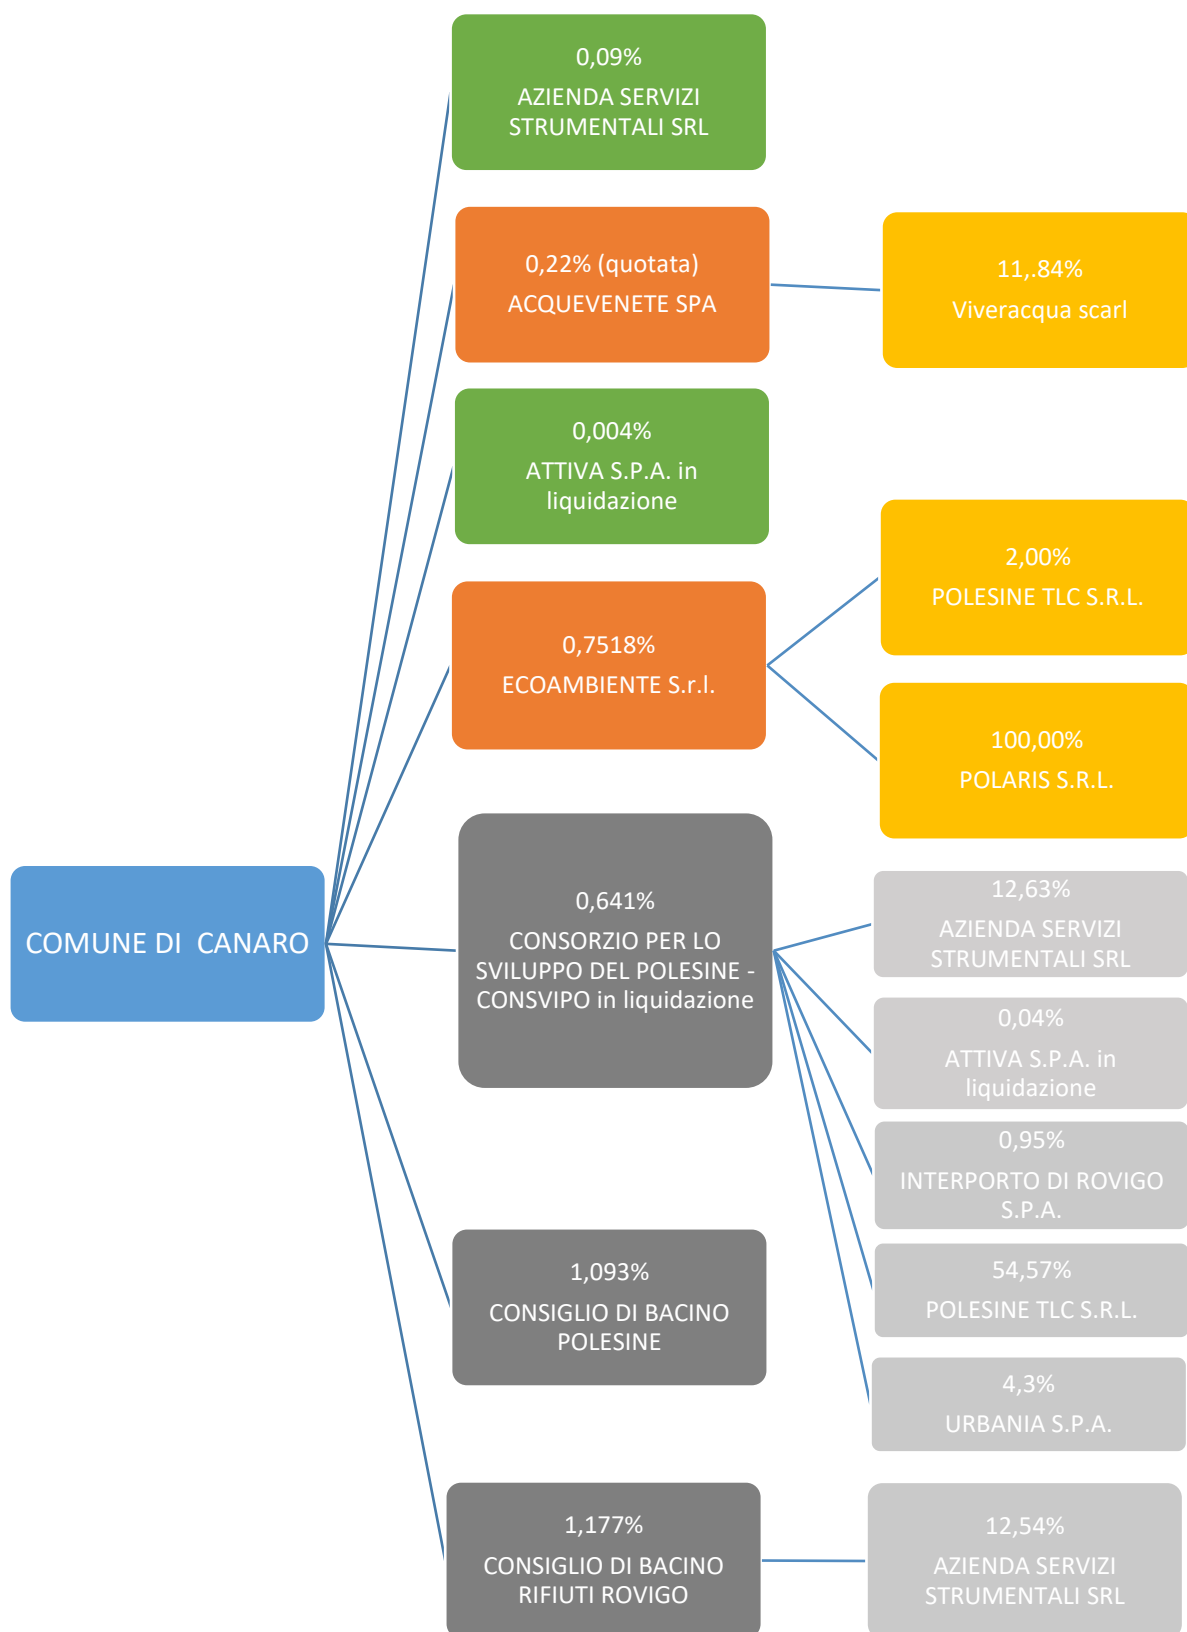 0,09%
AZIENDA SERVIZI
STRUMENTALI SRL
0,22% (quotata)
ACQUEVENETE SPA
11,.84%
Viveracqua scarl
0,004%
ATTIVA S.P.A. in
liquidazione
0,7518%
ECOAMBIENTE S.r.l.
2,00%
POLESINE TLC S.R.L.
100,00%
POLARIS S.R.L.
COMUNE DI  CANARO
0,641%
CONSORZIO PER LO
SVILUPPO DEL POLESINE -
CONSVIPO in liquidazione
12,63%
AZIENDA SERVIZI
STRUMENTALI SRL
0,04%
ATTIVA S.P.A. in
liquidazione
0,95%
INTERPORTO DI ROVIGO
S.P.A.
54,57%
POLESINE TLC S.R.L.
4,3%
URBANIA S.P.A.
1,093%
CONSIGLIO DI BACINO
POLESINE
1,177%
CONSIGLIO DI BACINO
RIFIUTI ROVIGO
12,54%
AZIENDA SERVIZI
STRUMENTALI SRL